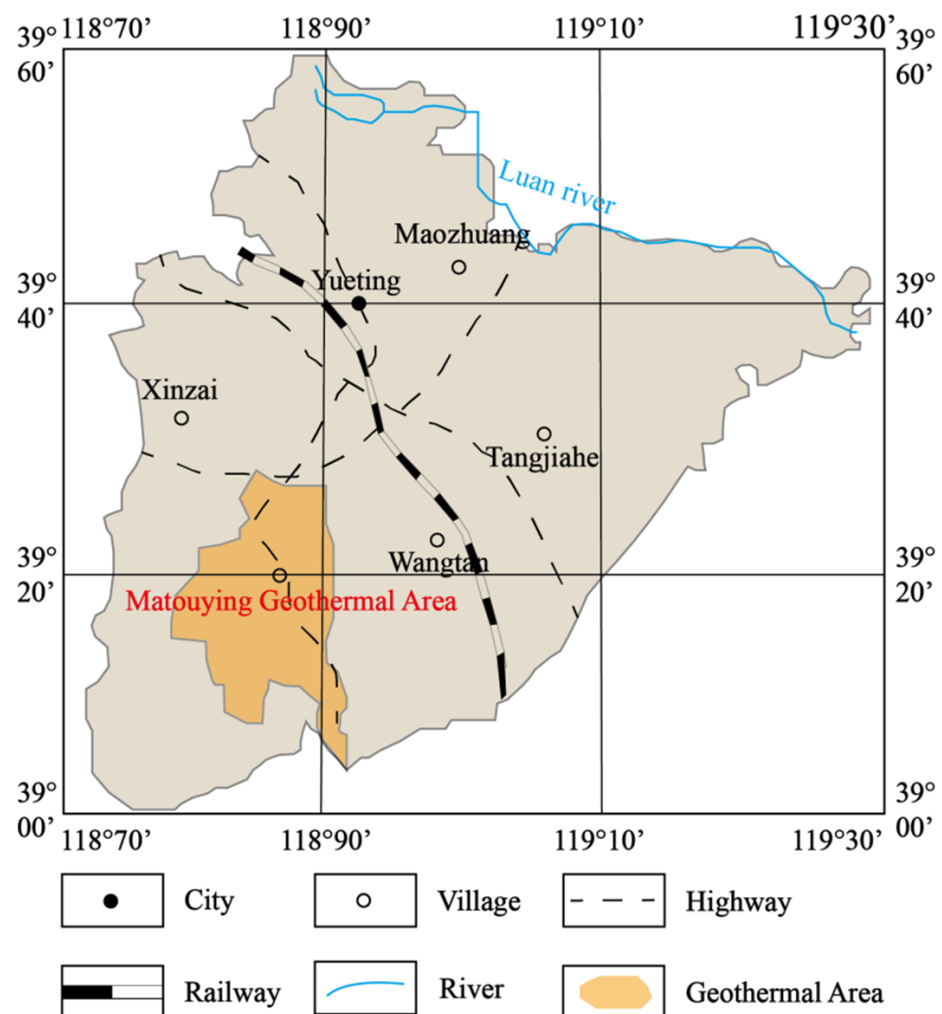 118°70’ 118°90’ 119°10’ 119°30’
39° 39°
60’ 60’
Luan river
Maozhuang
Yueting
39° 39°
40’ 40’
Xinzai
Tangjiahe
Wangtan
39° 39°
20’ 20’
Matouying Geothermal Area
39° 39°
00’ 00’
118°70’ 118°90’ 119°10’ 119°30’
City Village Highway
Railway River Geothermal Area